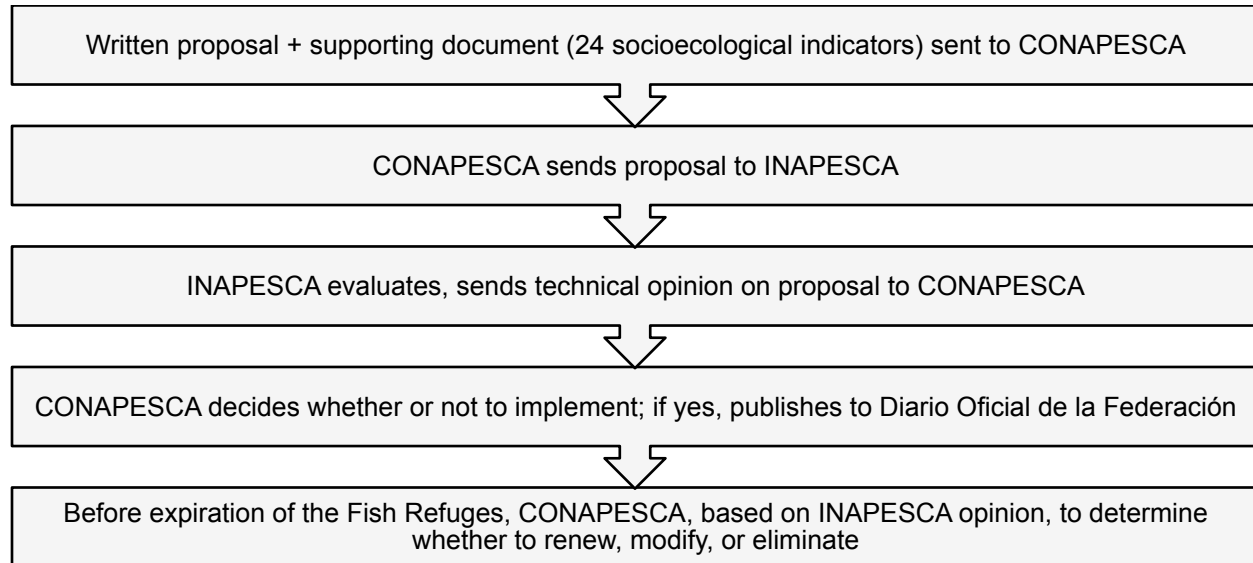 Written proposal + supporting document (24 socioecological indicators) sent to CONAPESCA
CONAPESCA sends proposal to INAPESCA
INAPESCA evaluates, sends technical opinion on proposal to CONAPESCA
CONAPESCA decides whether or not to implement; if yes, publishes to Diario Oficial de la Federación
Before expiration of the Fish Refuges, CONAPESCA, based on INAPESCA opinion, to determine
whether to renew, modify, or eliminate